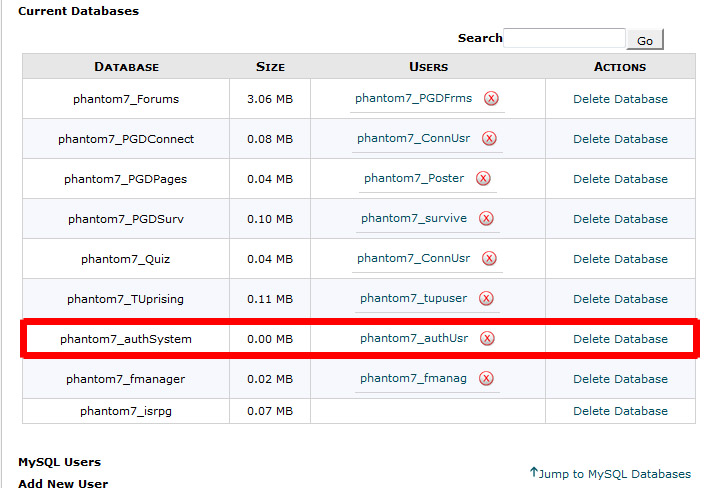 Current Databases
Search Go
DATABASE SIZE USERS ACTIONS
phantom7_Forums 3.06 MB phantom7_PGDFrms X Delete Database
phantom7_PGDConnect 0.08 MB phantom7_ConnUsr X Delete Database
phantom7_PGDPages 0.04 MB phantom7_Poster X Delete Database
phantom7_PGDSurv 0.10 MB phantom7_survive X Delete Database
phantom7_Quiz 0.04 MB phantom7_ConnUsr X Delete Database
phantom7_TUprising 0.11 MB phantom7_tupuser X Delete Database
phantom7_authSystem 0.00 MB phantom7_authUsr X Delete Database
phantom7_fmanager 0.02 MB phantom7_fmanag X Delete Database
phantom7_isrpg 0.07 MB Delete Database
MySQL Users
Jump to MySQL Databases
Add New User